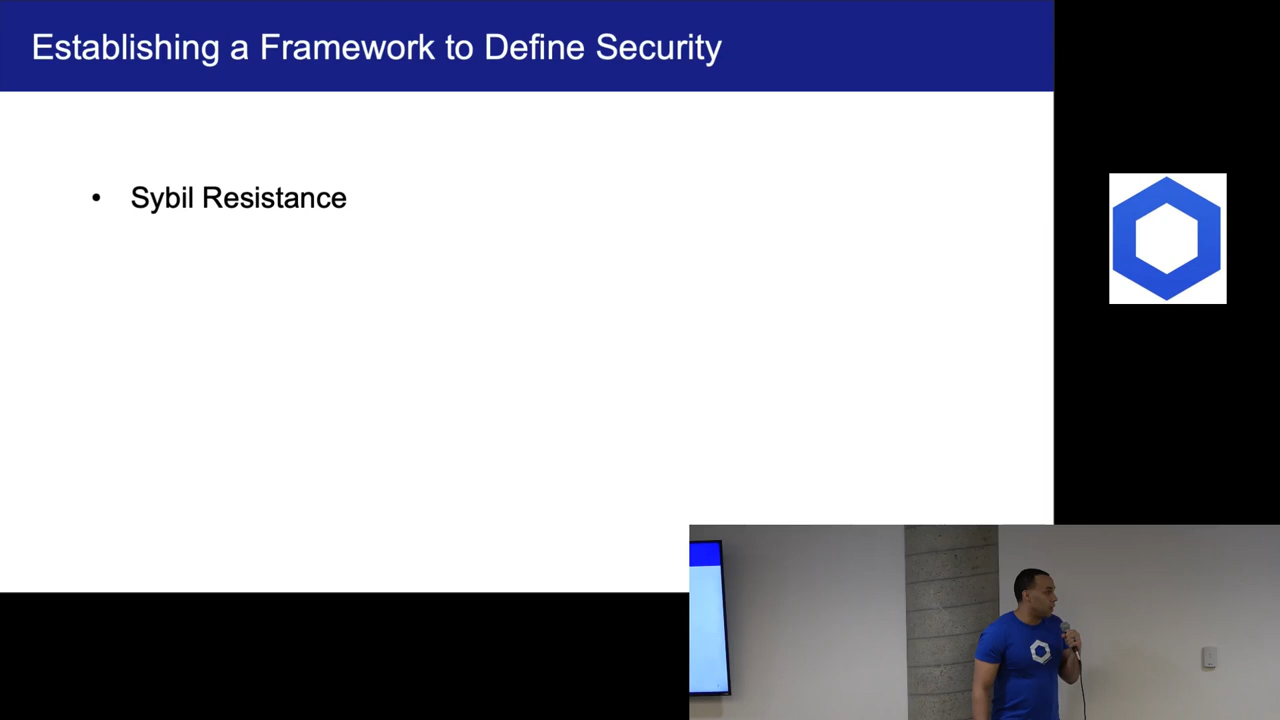 Establishing a Framework to Define Security
• Sybil Resistance